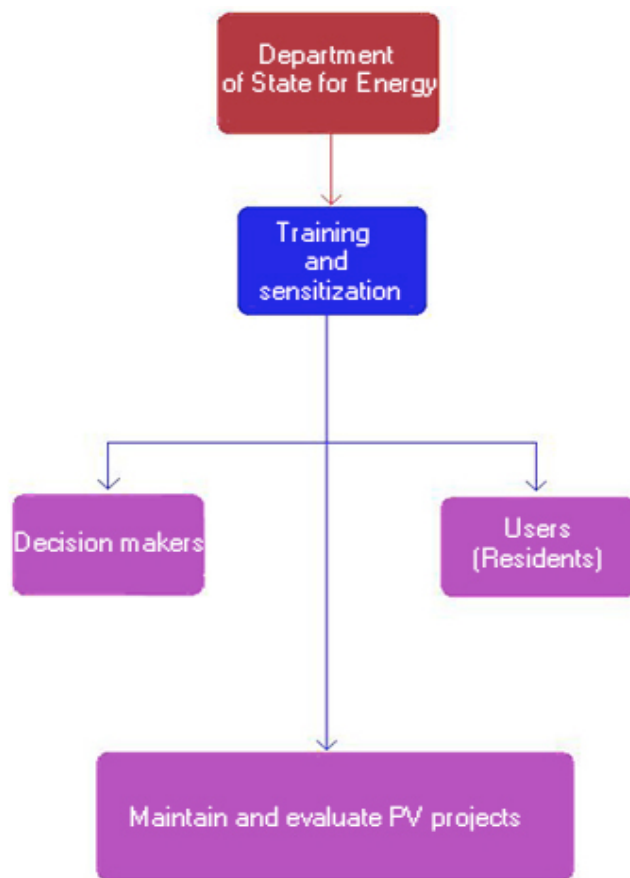 Department
of State for Energy
Training
and
sensitization
Decision makers
Users
(Residents)
Maintain and evaluate PV projects